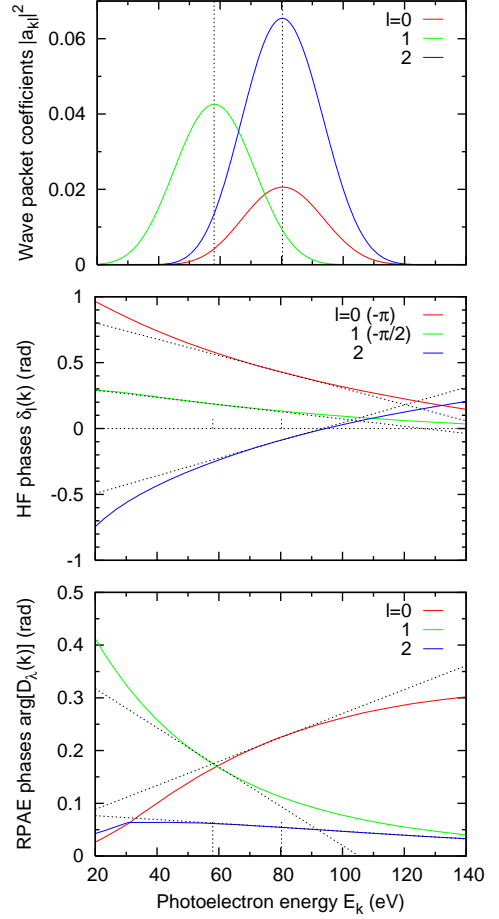 Wave packet coefficients |a_kl|^2
0.06
0.04
0.02
0
l=0
1
2
HF phases δ_l(k) (rad)
1
0.5
0
-0.5
-1
l=0 (-π)
1 (-π/2)
2
RPAE phases arg[D_λ(k)] (rad)
0.5
0.4
0.3
0.2
0.1
0
l=0
1
2
20 40 60 80 100 120 140
Photoelectron energy E_k (eV)